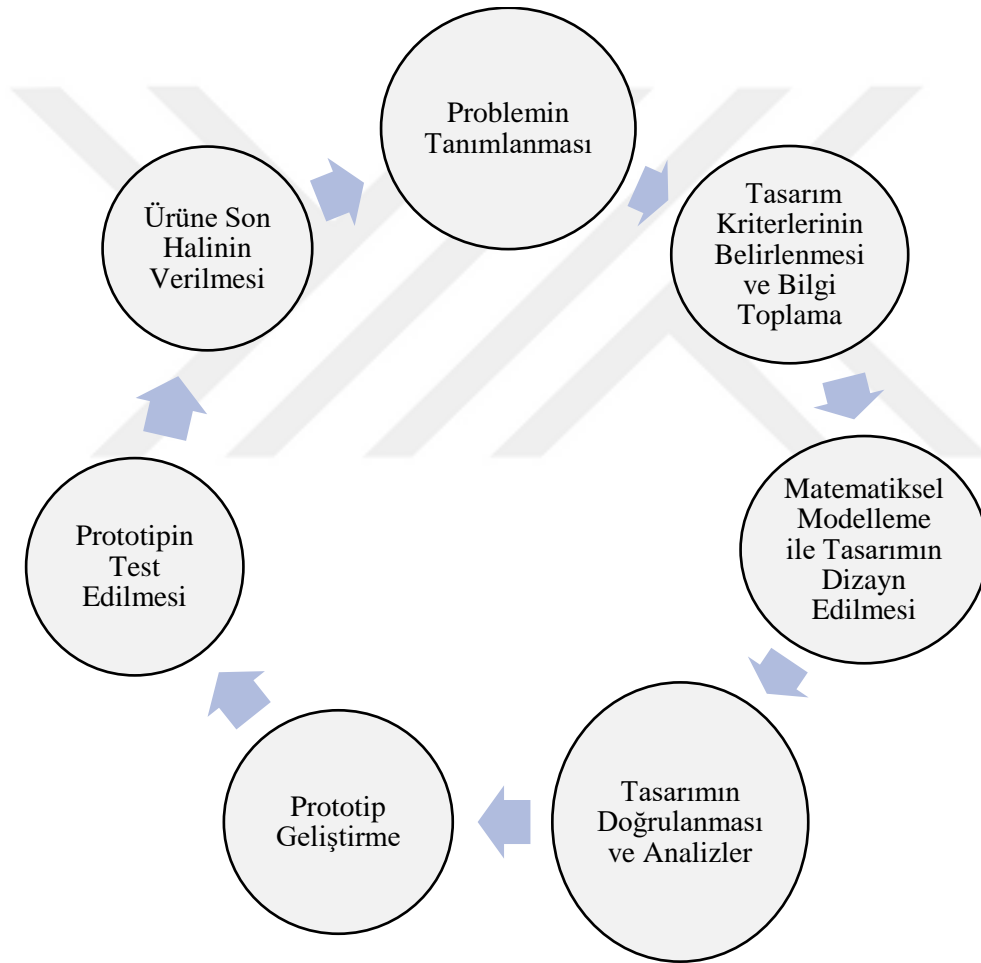 Problemin
Tanımlanması
Tasarım
Kriterlerinin
Belirlenmesi
ve Bilgi
Toplama
Matematiksel
Modelleme
ile Tasarımın
Dizayn
Edilmesi
Tasarımın
Doğrulanması
ve Analizler
Prototip
Geliştirme
Prototipin
Test
Edilmesi
Ürüne Son
Halinin
Verilmesi